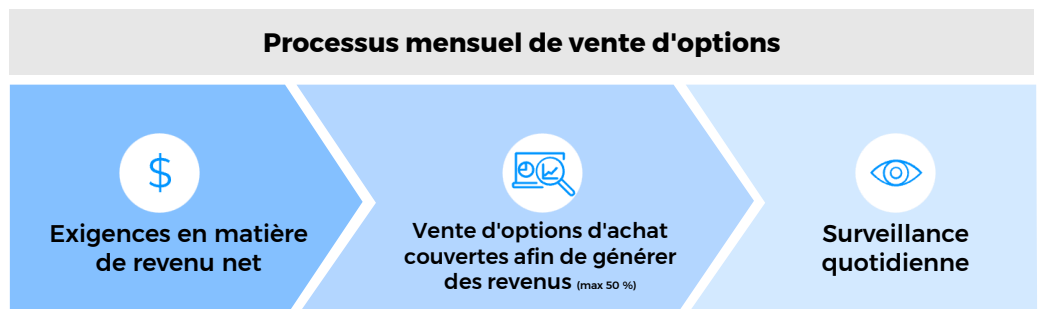 Processus mensuel de vente d'options
$
Exigences en matière
de revenu net
Vente d'options d'achat
couvertes afin de générer
des revenus (max 50 %)
Surveillance
quotidienne